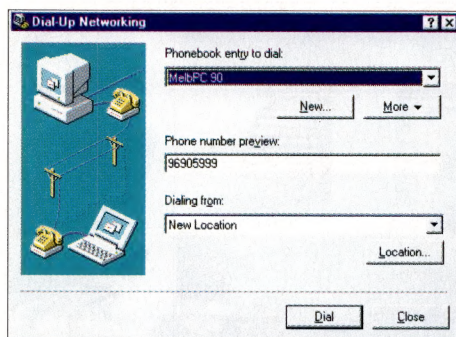 Dial-Up Networking
Phonebook entry to dial:
MelbPC 90
New...
More
Phone number preview:
96905999
Dialing from:
New Location
Location...
Dial
Close